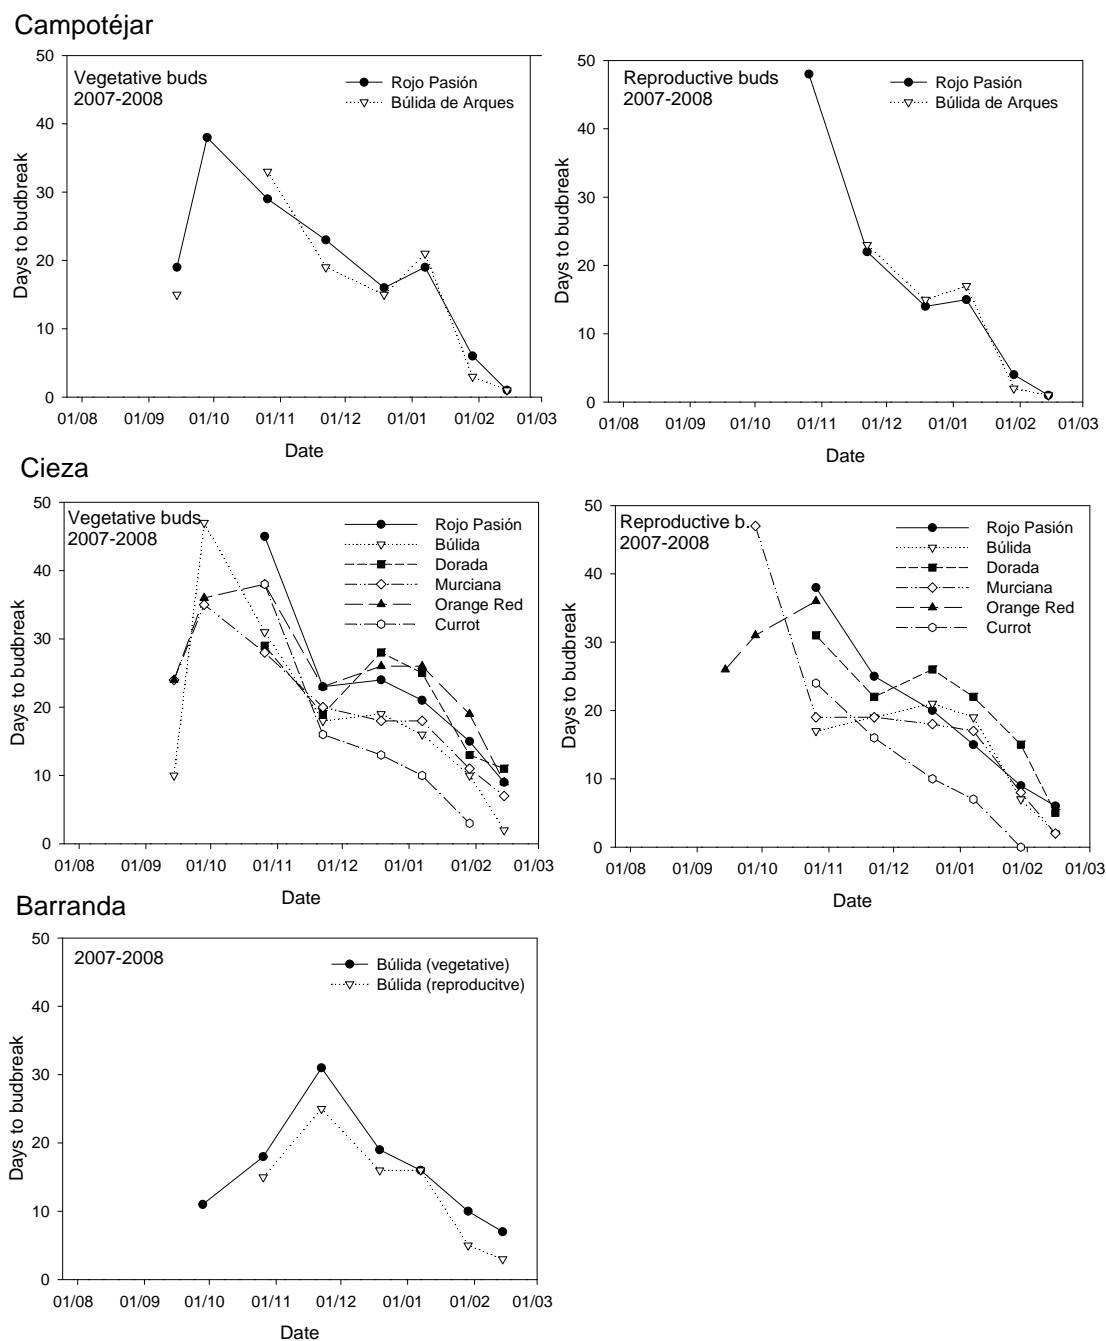 Campotéjar
Vegetative buds
2007-2008
Rojo Pasión
Búlida de Arques
Days to budbreak
50
40
30
20
10
0
01/08 01/09 01/10 01/11 01/12 01/01 01/02 01/03
Date
Reproductive buds
2007-2008
Rojo Pasión
Búlida de Arques
Days to budbreak
50
40
30
20
10
0
01/08 01/09 01/10 01/11 01/12 01/01 01/02 01/03
Date
Cieza
Vegetative buds
2007-2008
Rojo Pasión
Búlida
Dorada
Murciana
Orange Red
Currot
Days to budbreak
50
40
30
20
10
0
01/08 01/09 01/10 01/11 01/12 01/01 01/02 01/03
Date
Reproductive b..
2007-2008
Rojo Pasión
Búlida
Dorada
Murciana
Orange Red
Currot
Days to budbreak
50
40
30
20
10
0
01/08 01/09 01/10 01/11 01/12 01/01 01/02 01/03
Date
Barranda
2007-2008
Búlida (vegetative)
Búlida (reproducitve)
Days to budbreak
50
40
30
20
10
0
01/08 01/09 01/10 01/11 01/12 01/01 01/02 01/03
Date